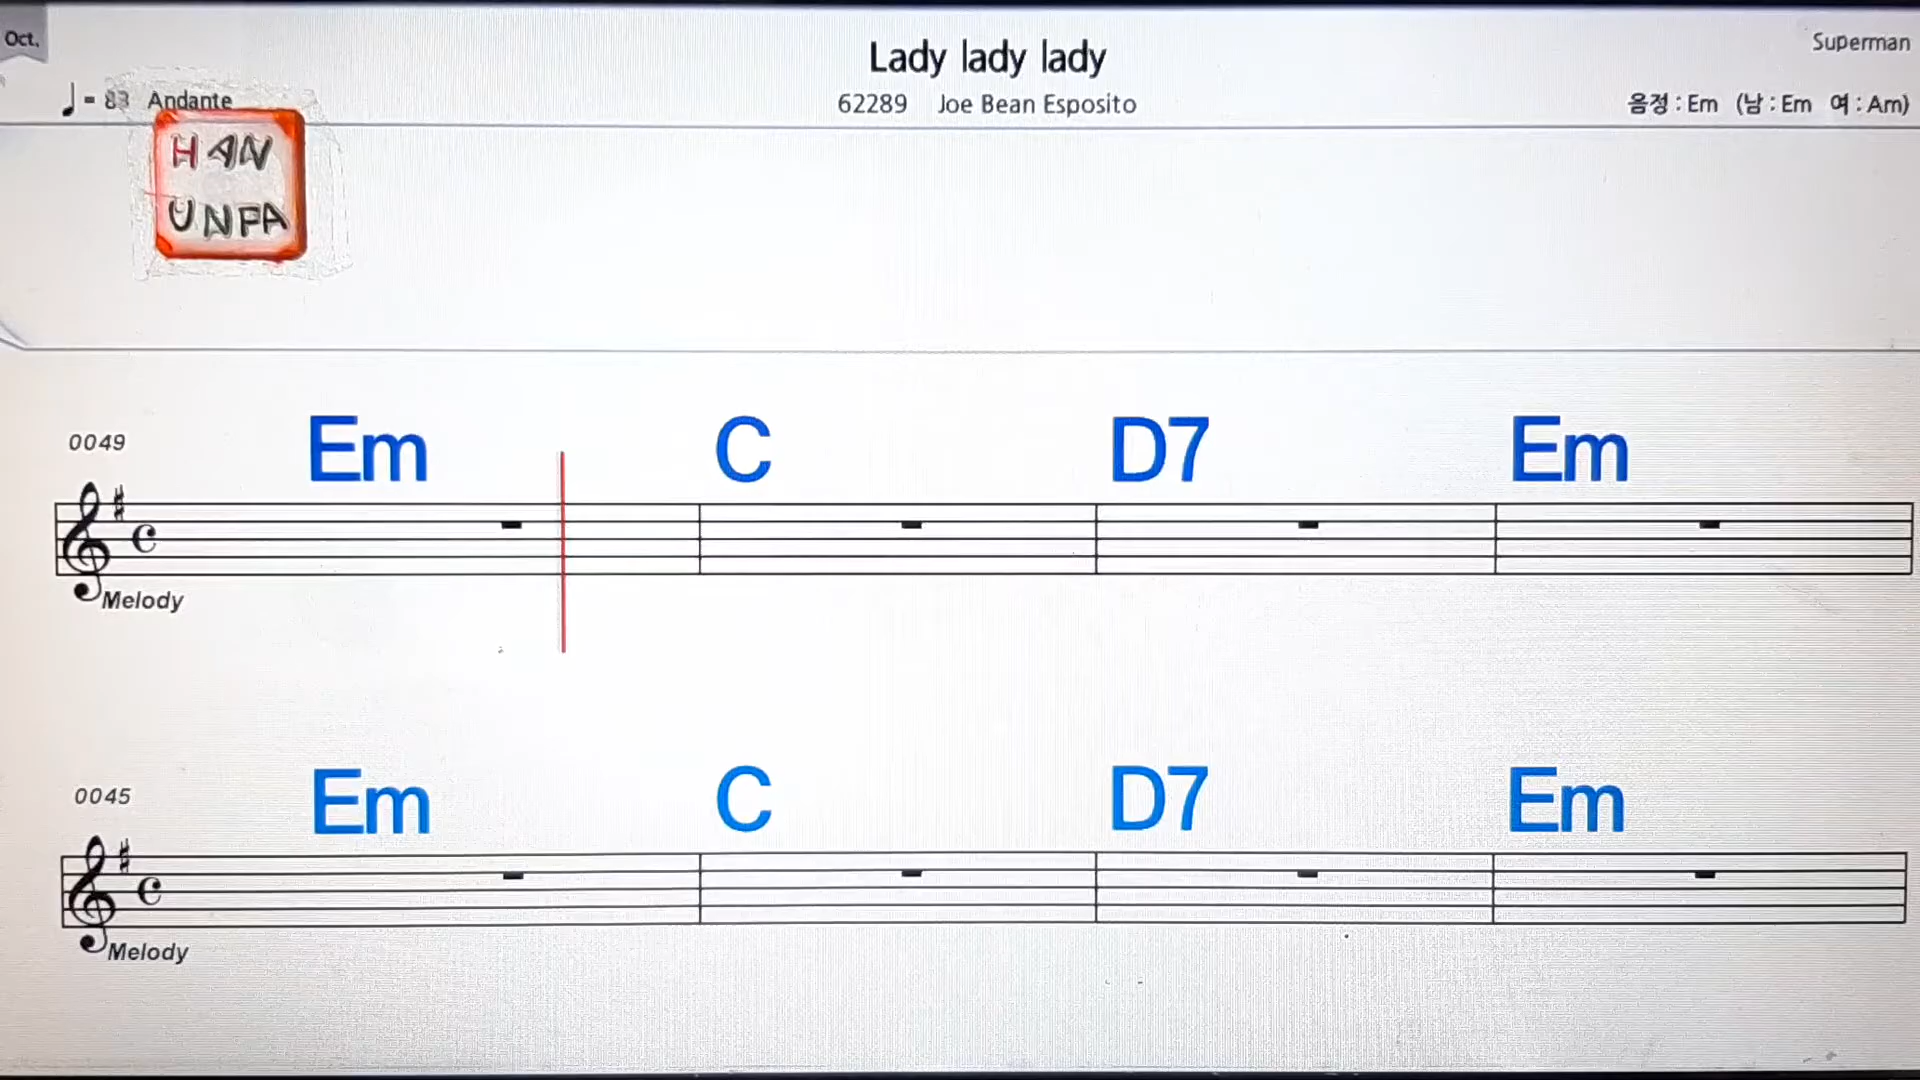 Oct.
Lady lady lady
Superman
♩ = 83 Andante
62289 Joe Bean Esposito
음정 : Em (남 : Em 여 : Am)
HAN
UNFA
0049
Em C D7 Em
Melody
0045
Em C D7 Em
Melody